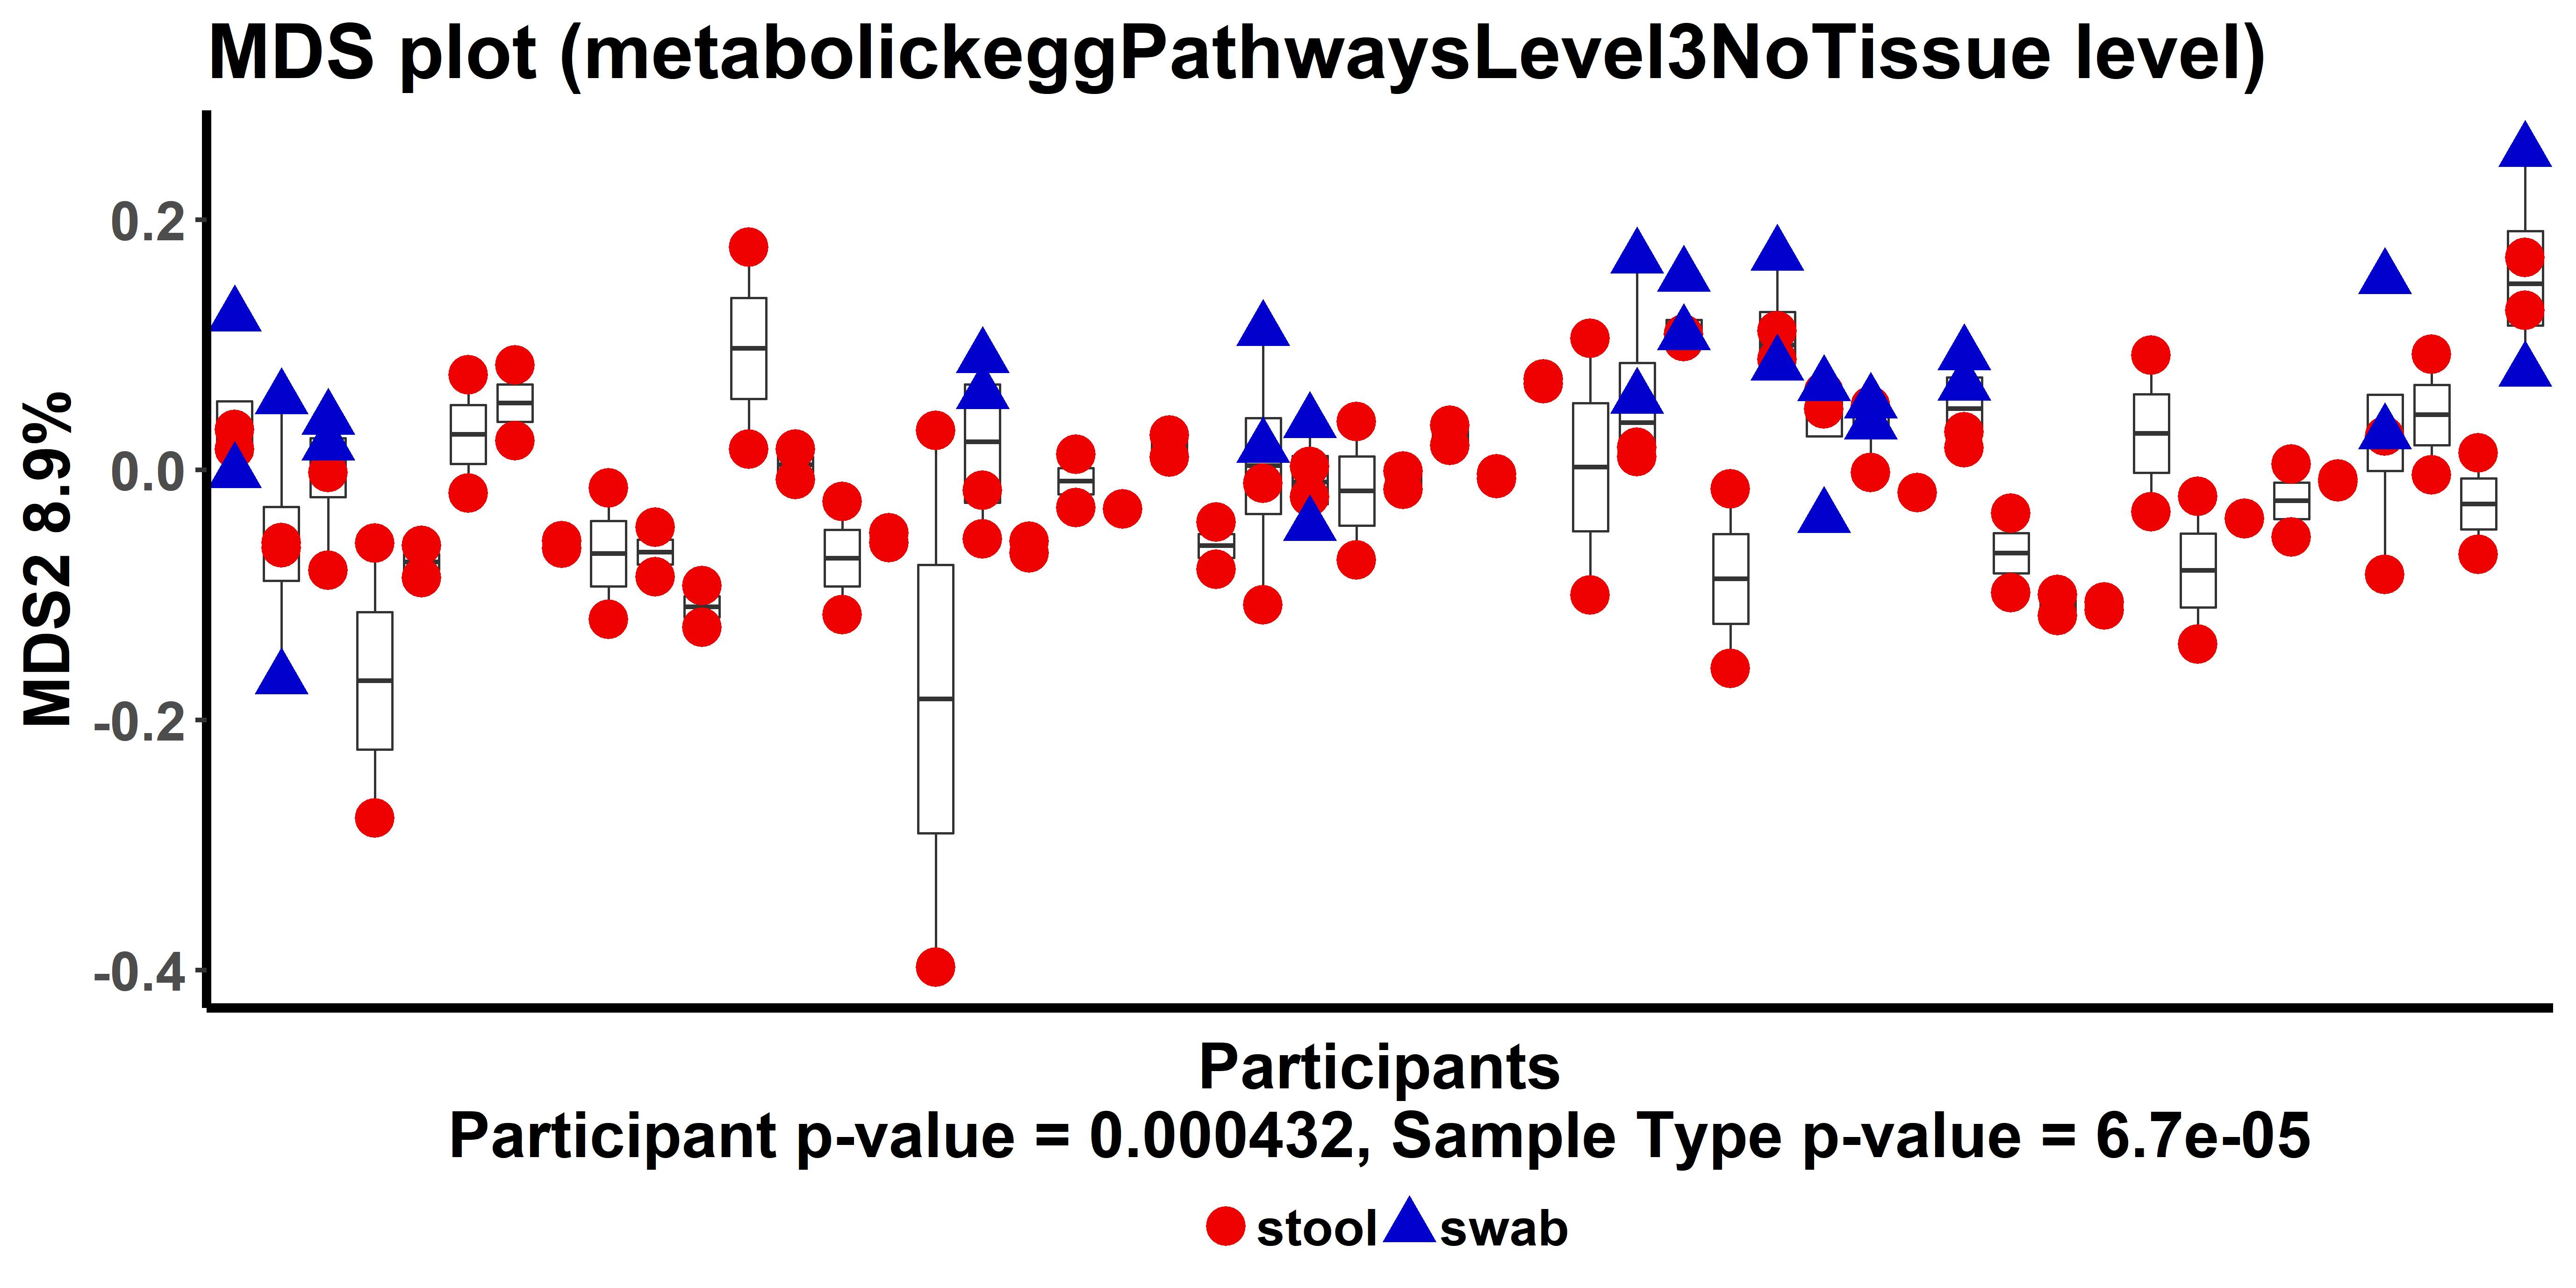 MDS plot (metabolickeggPathwaysLevel3NoTissue level)
MDS2 8.9%
0.2
0.0
-0.2
-0.4
Participants
Participant p-value = 0.000432, Sample Type p-value = 6.7e-05
stool swab